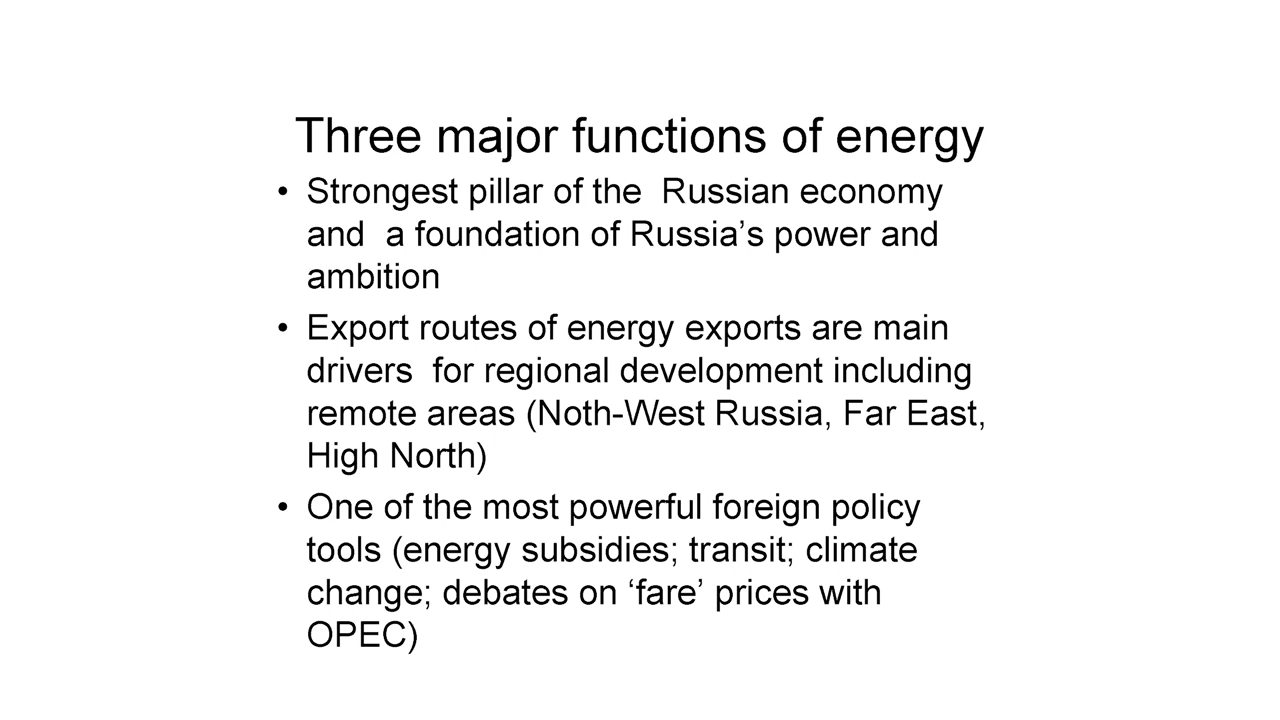 Three major functions of energy
• Strongest pillar of the  Russian economy
and  a foundation of Russia’s power and
ambition
• Export routes of energy exports are main
drivers  for regional development including
remote areas (Noth-West Russia, Far East,
High North)
• One of the most powerful foreign policy
tools (energy subsidies; transit; climate
change; debates on ‘fare’ prices with
OPEC)